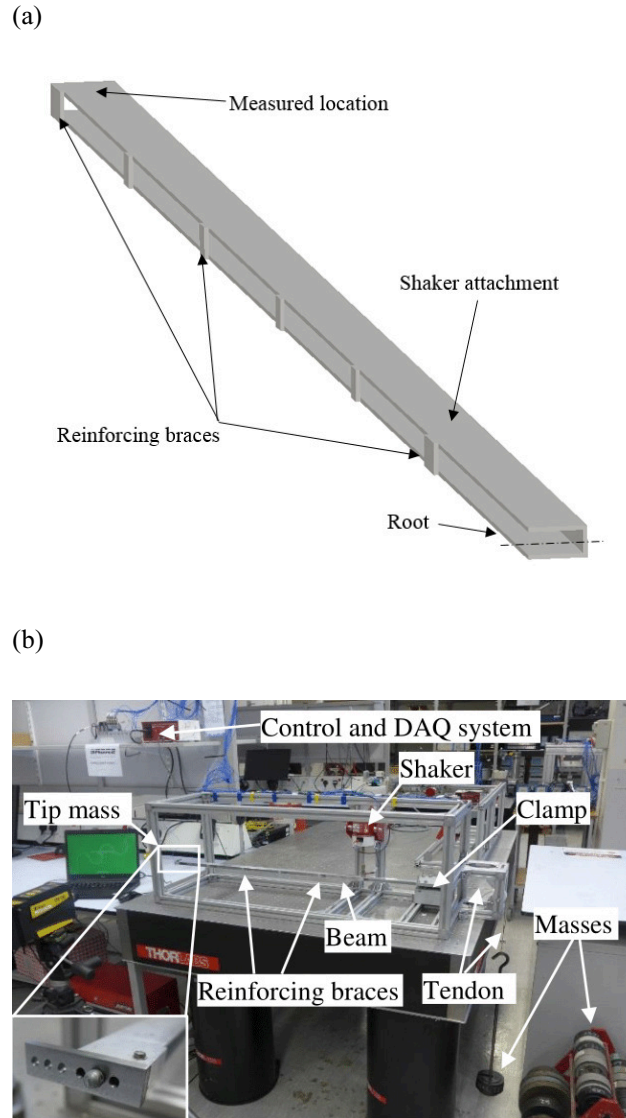 (a)
Measured location
Shaker attachment
Reinforcing braces
Root
(b)
Control and DAQ system
Shaker
Tip mass
Clamp
Beam
Masses
THORLABS
Reinforcing braces
Tendon